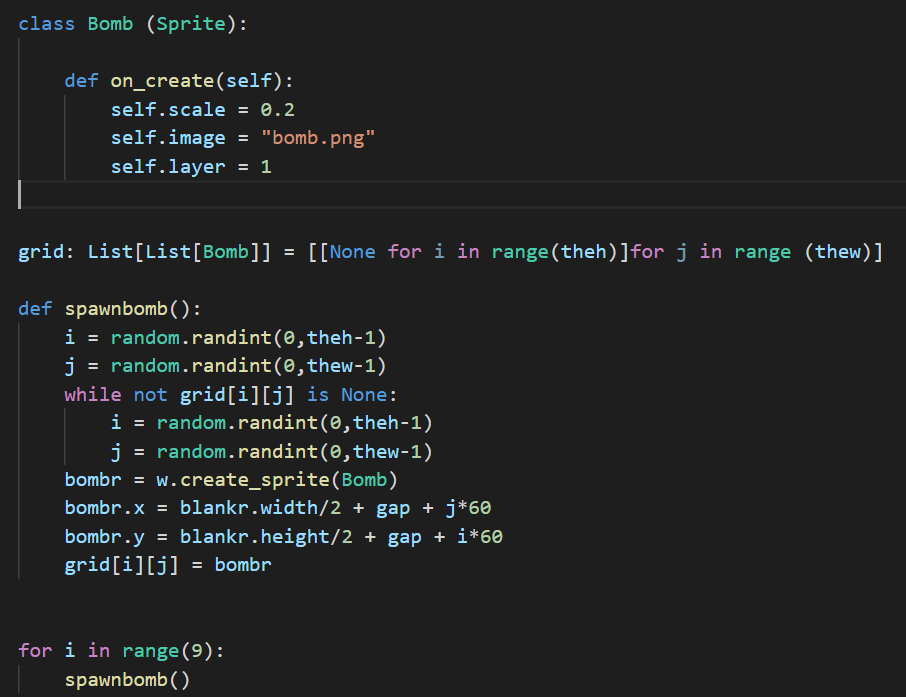 class Bomb (Sprite):
    def on_create(self):
        self.scale = 0.2
        self.image = "bomb.png"
        self.layer = 1
grid: List[List[Bomb]] = [[None for i in range(theh)]for j in range (thew)]
def spawnbomb():
    i = random.randint(0,theh-1)
    j = random.randint(0,thew-1)
    while not grid[i][j] is None:
        i = random.randint(0,theh-1)
        j = random.randint(0,thew-1)
    bombr = w.create_sprite(Bomb)
    bombr.x = blankr.width/2 + gap + j*60
    bombr.y = blankr.height/2 + gap + i*60
    grid[i][j] = bombr
for i in range(9):
    spawnbomb()